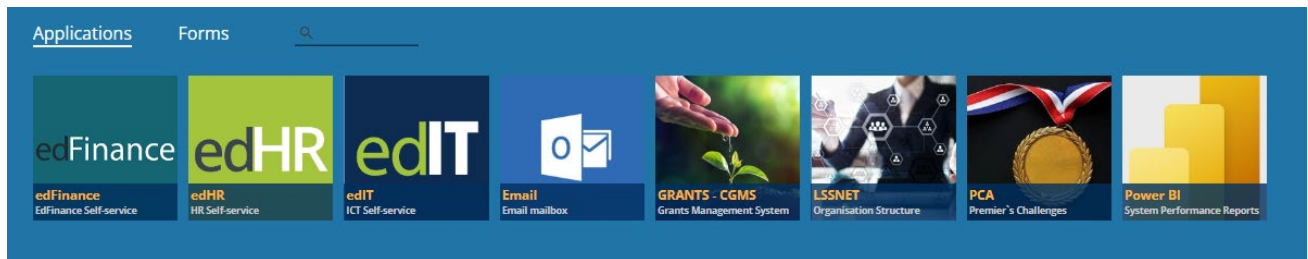 Applications
Forms
edFinance
edFinance
EdFinance Self-service
edHR
edHR
HR Self-service
edIT
edIT
ICT Self-service
O
Email
Email mailbox
GRANTS - CGMS
Grants Management System
LSSNET
Organisation Structure
PCA
Premier`s Challenges
Power BI
System Performance Reports